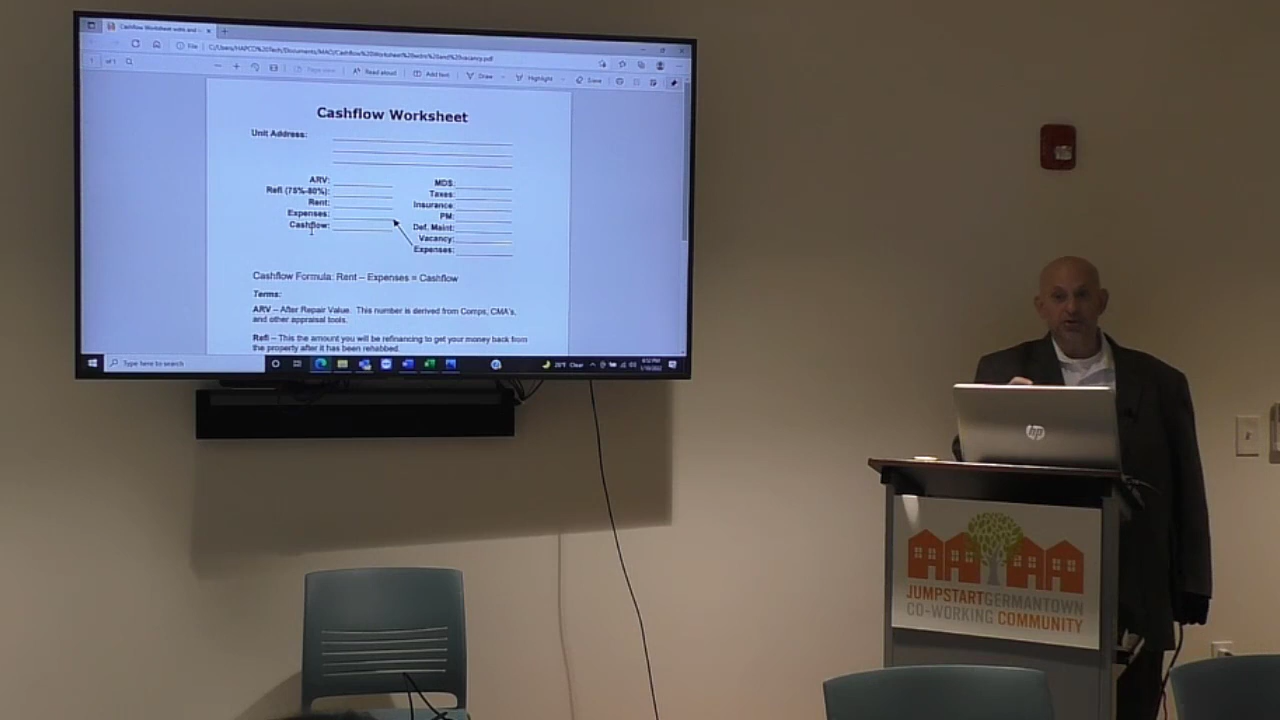 Cashflow Worksheet
Unit Address:
ARV:
Refi (75%-80%):
Rent:
Expenses:
Cashflow:
MDS:
Taxes:
Insurance:
PM:
Def. Maint:
Vacancy:
Expenses:
Cashflow Formula: Rent – Expenses = Cashflow
Terms:
ARV – After Repair Value. This number is derived from Comps, CMA's,
and other appraisal tools.
Refi – This the amount you will be refinancing to get your money back
from the property after it has been rehabbed.
Type here to search
Clear
Read aloud
Add text
Draw
Highlight
Save
File
hp
JUMPSTARTGERMANTOWN
CO-WORKING COMMUNITY